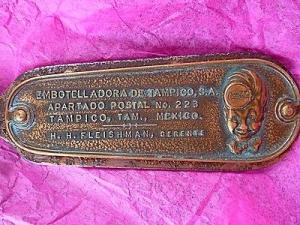 EMBOTELLADORA DE TAMPICO, S.A.
APARTADO POSTAL No. 223
TAMPICO, TAM., MEXICO.
H. H. FLEISHMAN, GERENTE